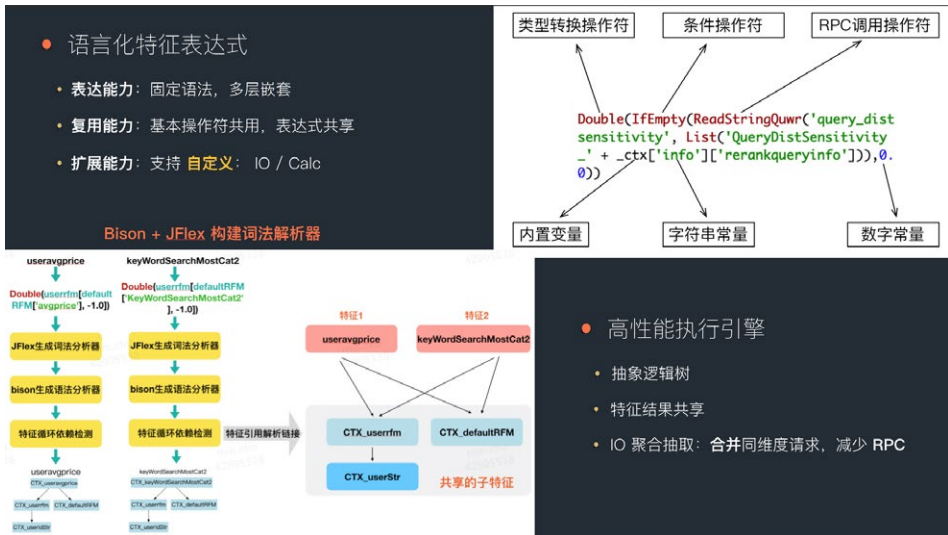 语言化特征表达式
表达能力：固定语法，多层嵌套
复用能力：基本操作符共用，表达式共享
扩展能力：支持 自定义： IO / Calc
Bison + JFlex 构建词法解析器
类型转换操作符
条件操作符
RPC调用操作符
Double(IfEmpty(ReadStringQuwr('query_dist
sensitivity', List('QueryDistSensitivity
_' + _ctx['info']['rerankqueryinfo'])),0.
0))
内置变量
字符串常量
数字常量
useravgprice
Double(userrfm[default
RFM['avgprice'], -1.0])
JFlex生成词法分析器
bison生成语法分析器
特征循环依赖检测
useravgprice
CTX_useravgprice
CTX_userrfm
CTX_defaultRFM
CTX_useridStr
keyWordSearchMostCat2
Double(userrfm[defaultRFM
['KeyWordSearchMostCat2'
], -1.0])
JFlex生成词法分析器
bison生成语法分析器
特征循环依赖检测
keyWordSearchMostCat2
CTX_keyWordSearchMostCat2
CTX_userrfm
CTX_defaultRFM
CTX_useridStr
特征引用解析链接
特征1
特征2
useravgprice
keyWordSearchMostCat2
CTX_userrfm
CTX_defaultRFM
CTX_userStr
共享的子特征
高性能执行引擎
抽象逻辑树
特征结果共享
IO 聚合抽取：合并同维度请求，减少 RPC